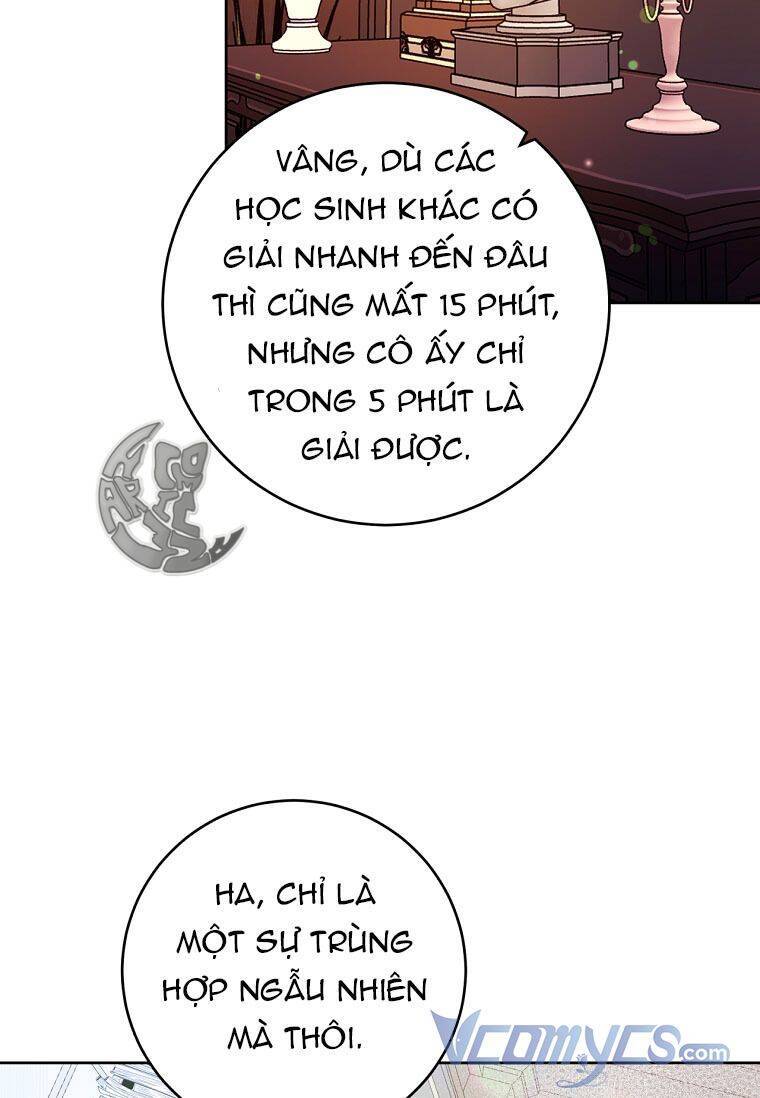 VÂNG, DÙ CÁC
HỌC SINH KHÁC CÓ
GIẢI NHANH ĐẾN ĐÂU
THÌ CŨNG MẤT 15 PHÚT,
NHƯNG CÔ ẤY CHỈ
TRONG 5 PHÚT LÀ
GIẢI ĐƯỢC.
HA, CHỈ LÀ
MỘT SỰ TRÙNG
HỢP NGẪU NHIÊN
MÀ THÔI.
VCOMYCS.com